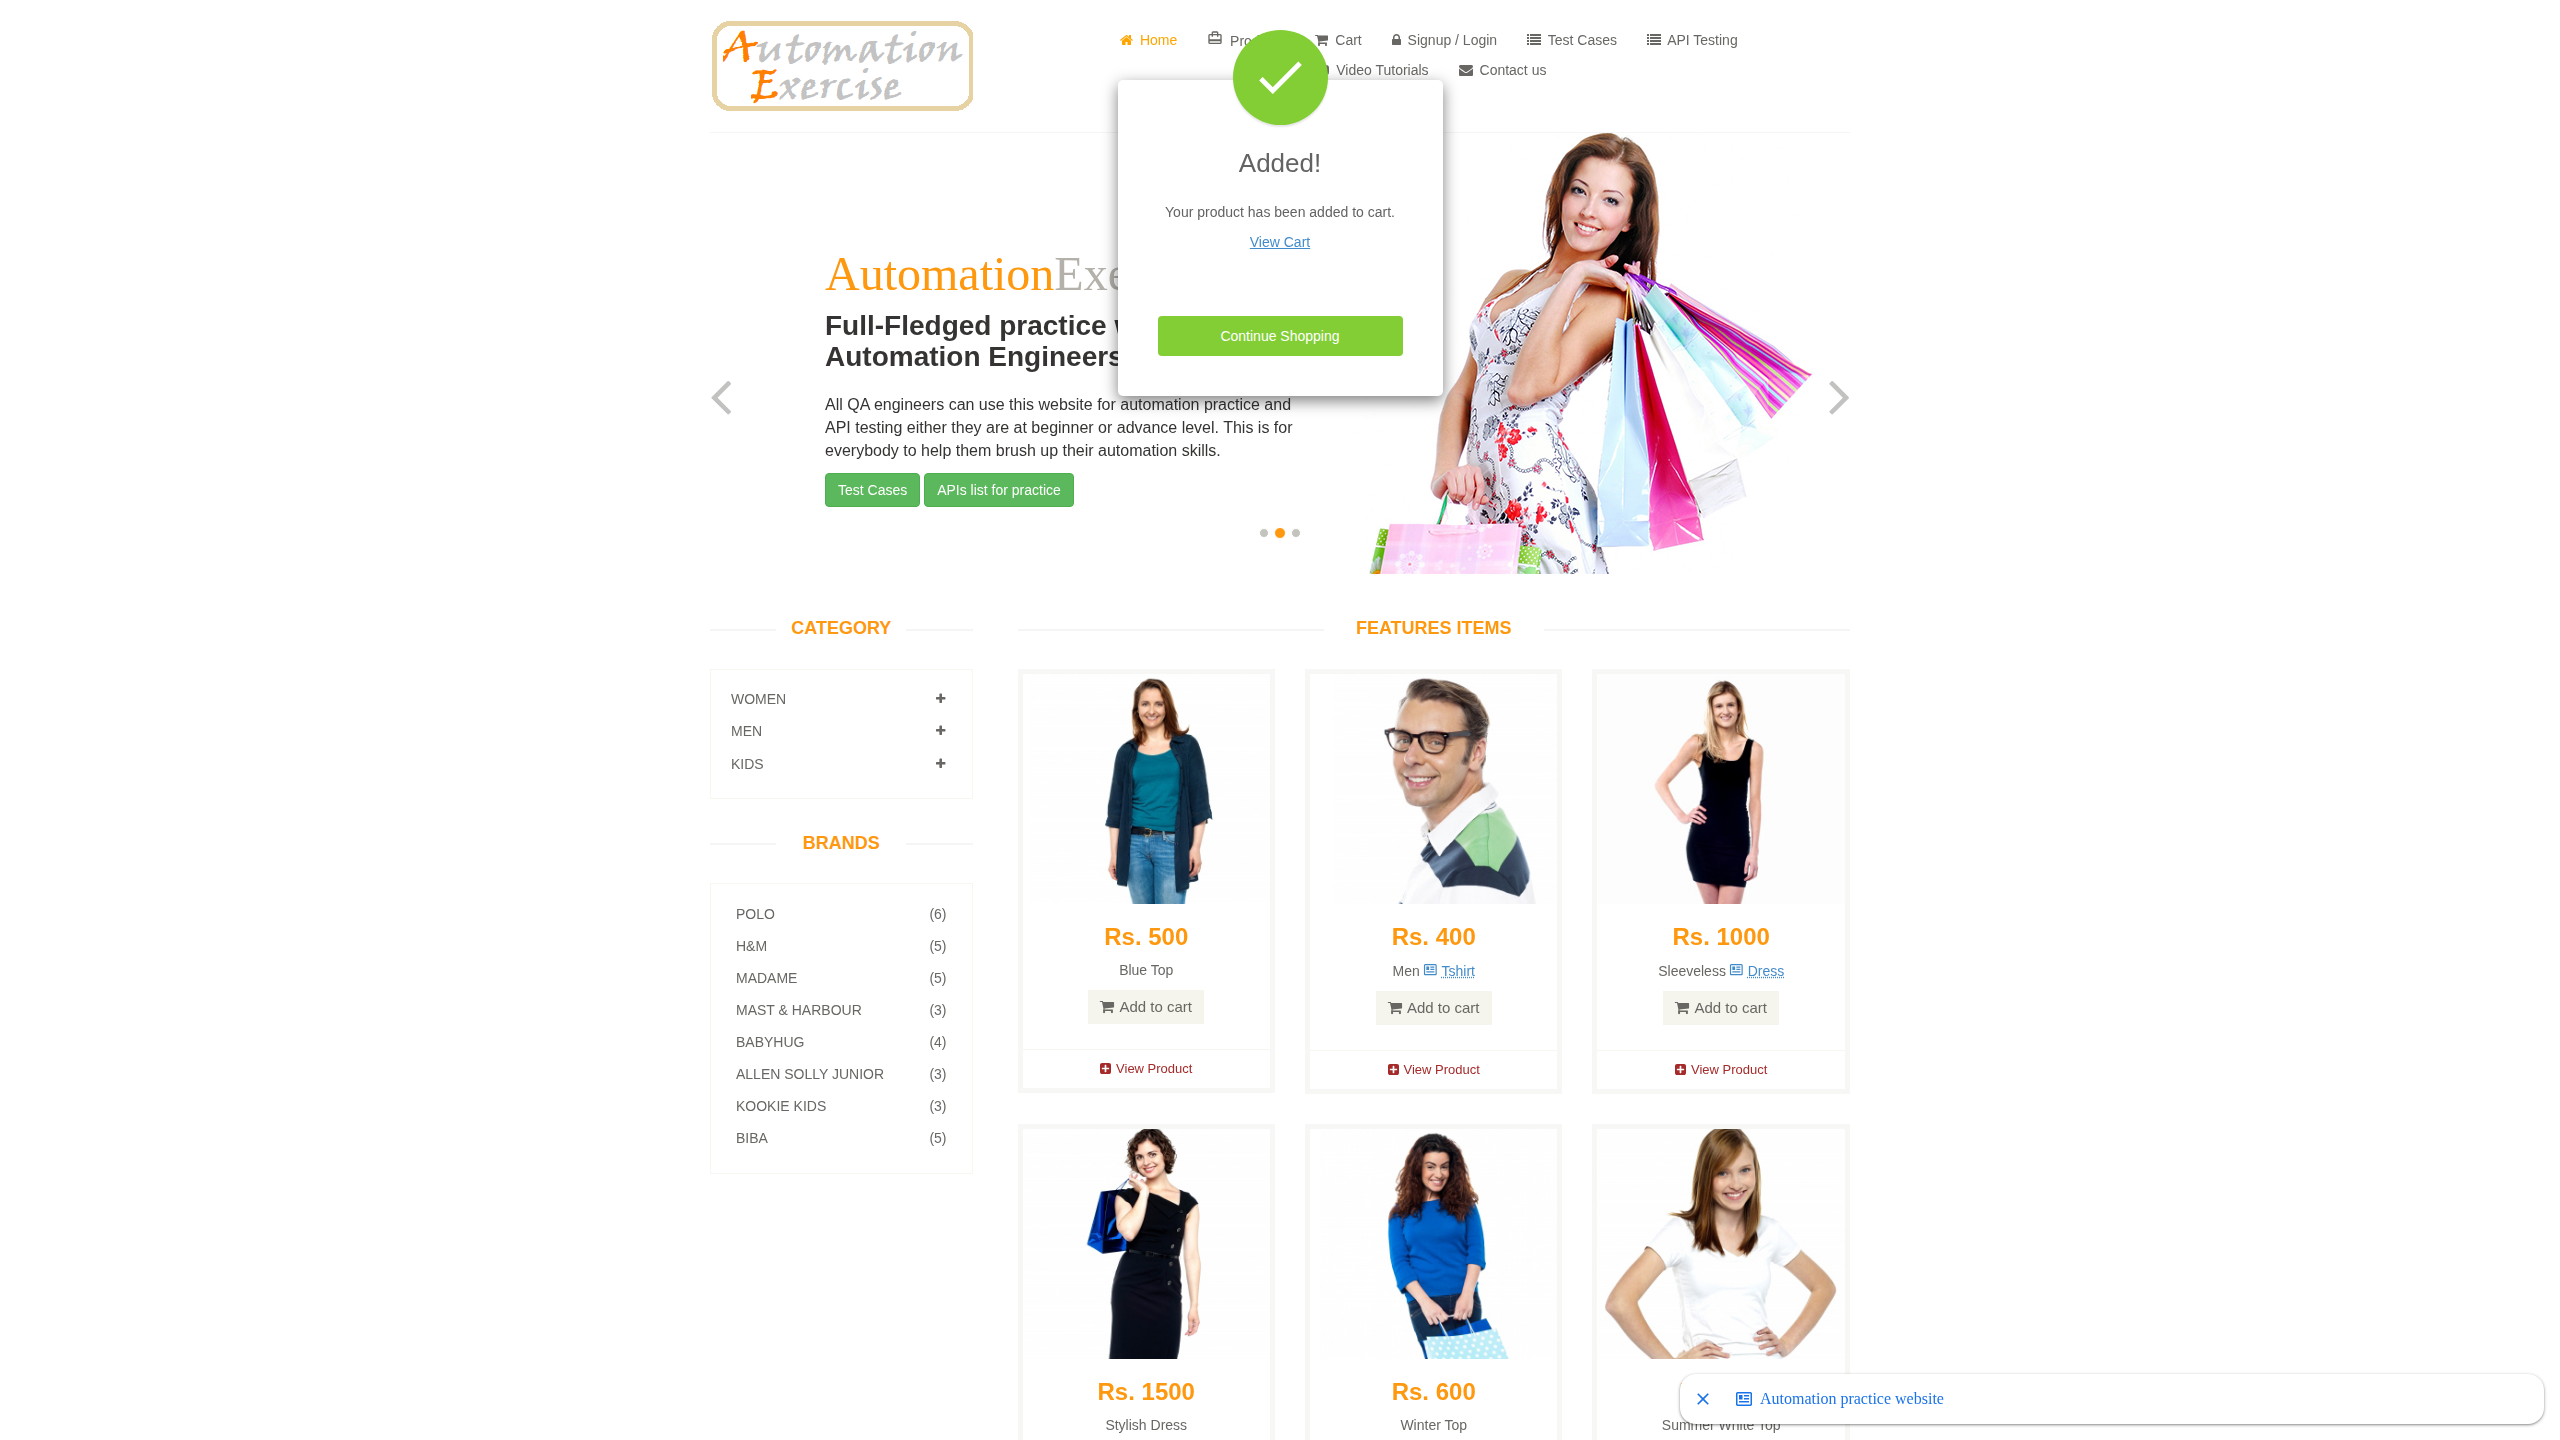 Automation
Exercise
Home
Cart
Signup / Login
Test Cases
API Testing
Video Tutorials
Contact us
Added!
Your product has been added to cart.
View Cart
Continue Shopping
Automation
Full-Fledged practice
Automation Engineers
All QA engineers can use this website for automation practice and
API testing either they are at beginner or advance level. This is for
everybody to help them brush up their automation skills.
Test Cases
APIs list for practice
CATEGORY
WOMEN
MEN
KIDS
BRANDS
POLO (6)
H&M (5)
MADAME (5)
MAST & HARBOUR (3)
BABYHUG (4)
ALLEN SOLLY JUNIOR (3)
KOOKIE KIDS (3)
BIBA (5)
FEATURES ITEMS
Rs. 500
Blue Top
Add to cart
View Product
Rs. 400
Men Tshirt
Add to cart
View Product
Rs. 1000
Sleeveless Dress
Add to cart
View Product
Rs. 1500
Stylish Dress
Rs. 600
Winter Top
Summer White Top
Automation practice website